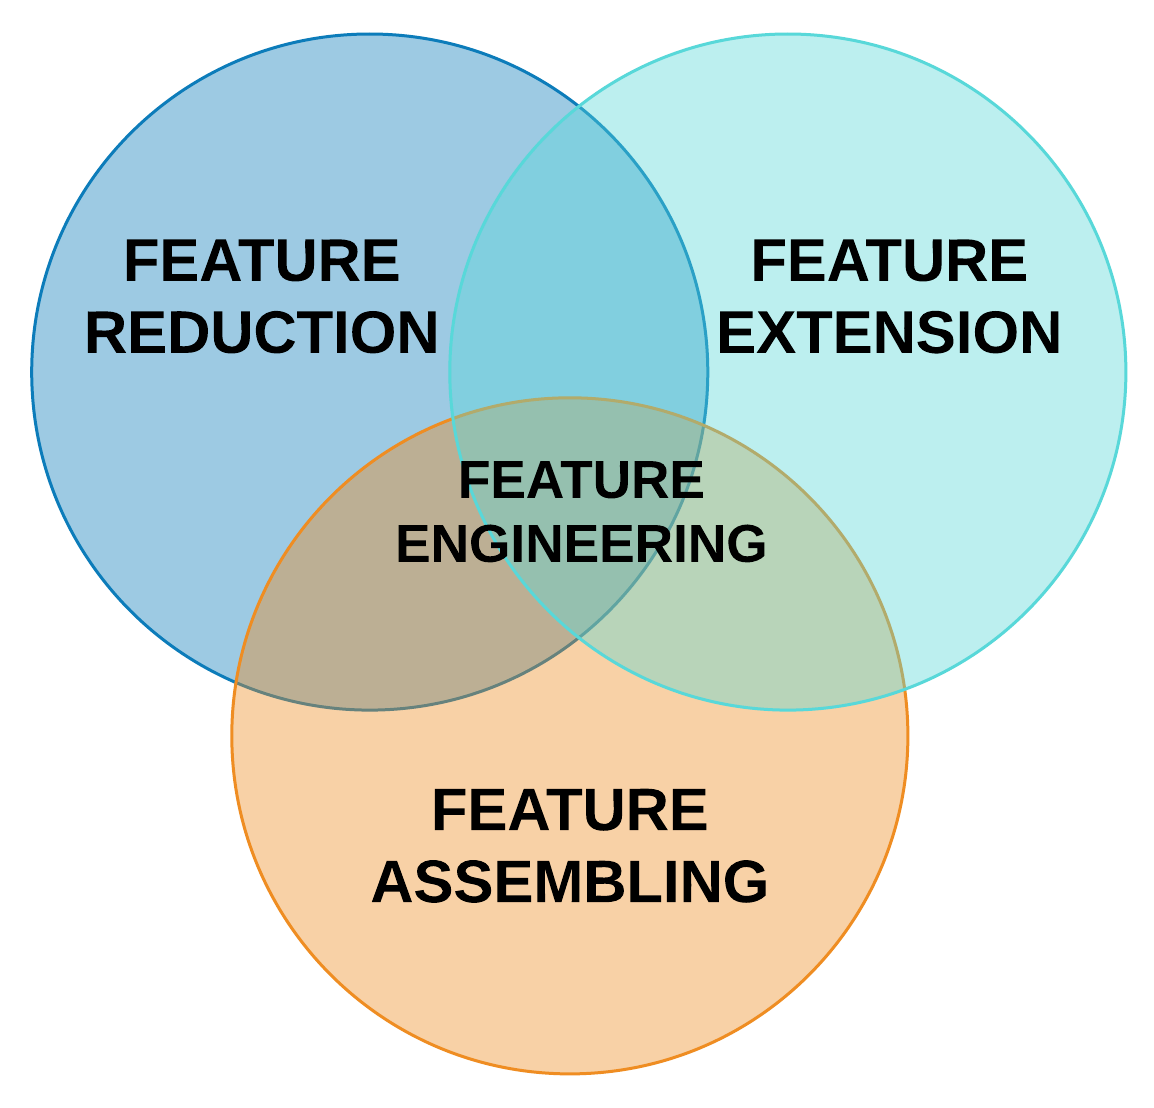 FEATURE
REDUCTION
FEATURE
EXTENSION
FEATURE
ENGINEERING
FEATURE
ASSEMBLING